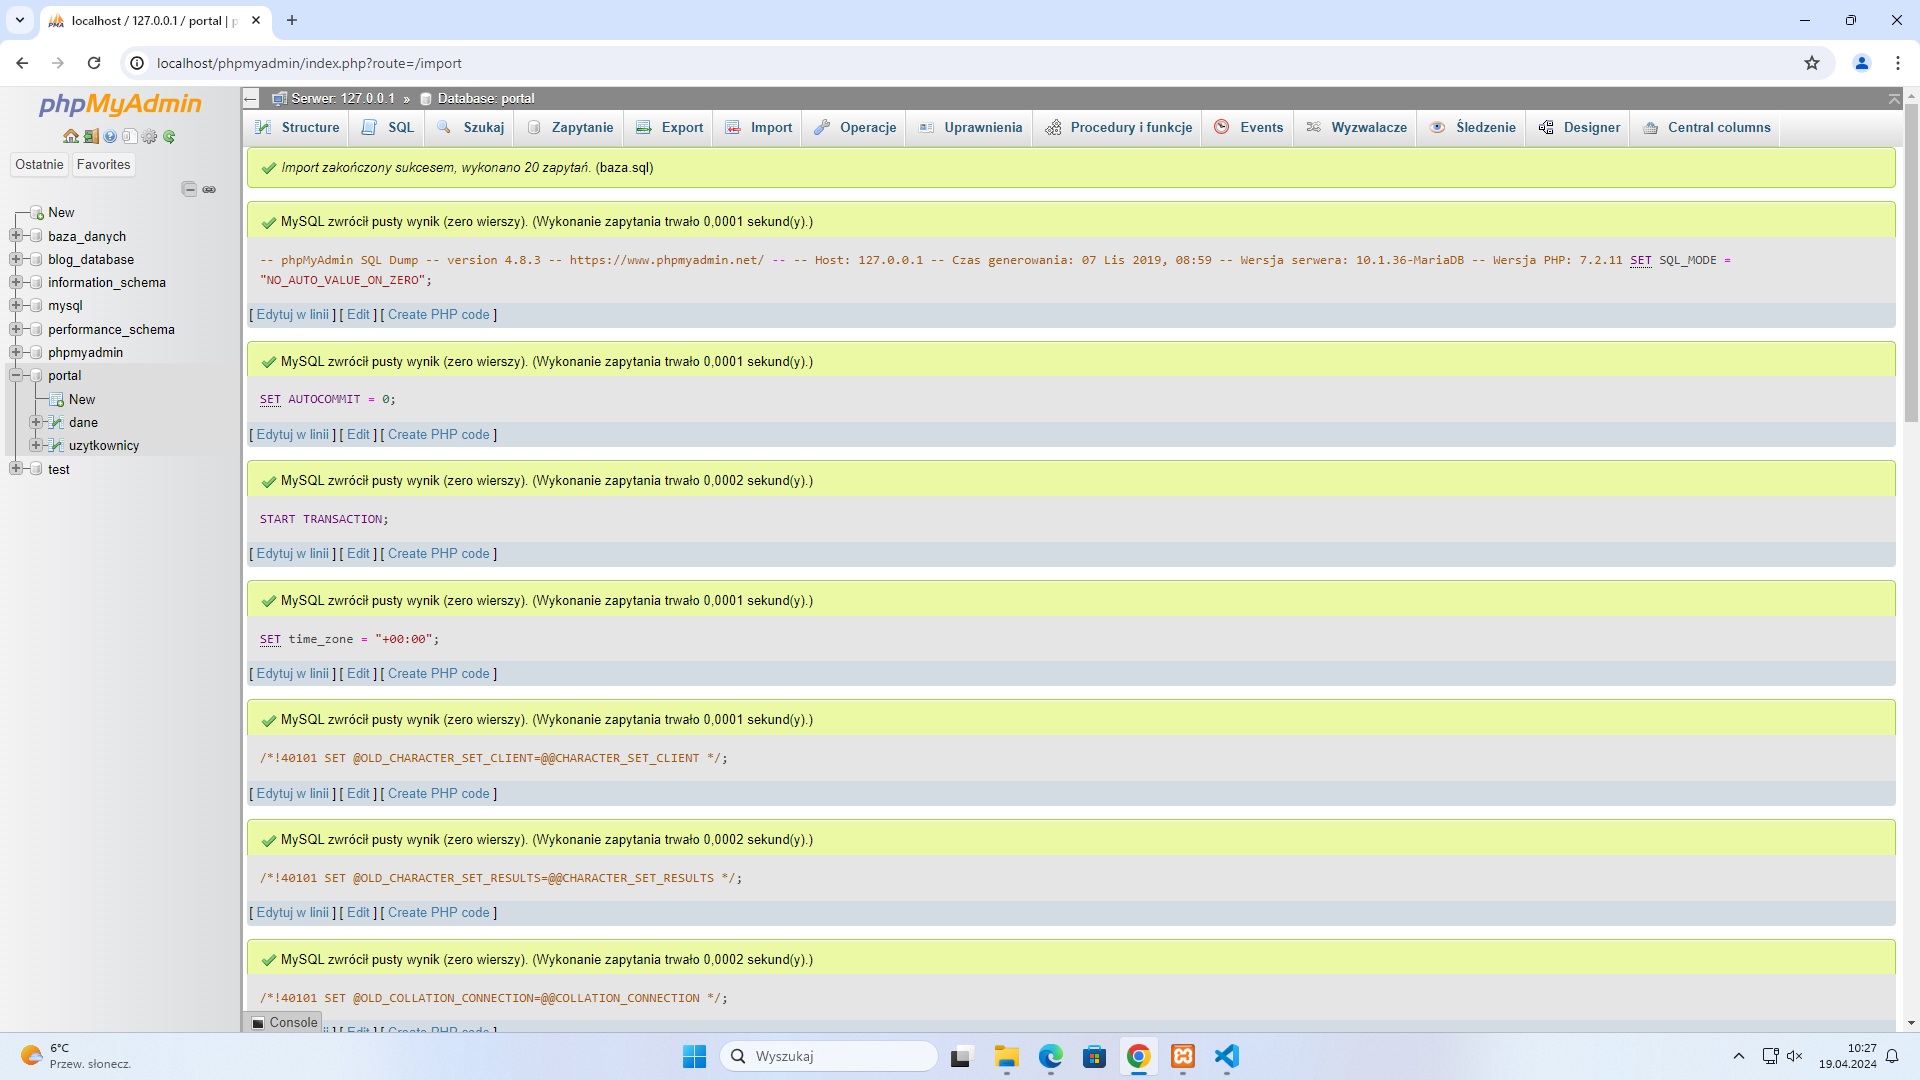 localhost / 127.0.0.1 / portal | p
localhost/phpmyadmin/index.php?route=/import
phpMyAdmin
Ostatnie Favorites
New
baza_danych
blog_database
information_schema
mysql
performance_schema
phpmyadmin
portal
New
dane
uzytkownicy
test
Serwer: 127.0.0.1 » Database: portal
Structure SQL Szukaj Zapytanie Export Import Operacje Uprawnienia Procedury i funkcje Events Wyzwalacze Śledzenie Designer Central columns
Import zakończony sukcesem, wykonano 20 zapytań. (baza.sql)
MySQL zwrócił pusty wynik (zero wierszy). (Wykonanie zapytania trwało 0,0001 sekund(y).)
-- phpMyAdmin SQL Dump -- version 4.8.3 -- https://www.phpmyadmin.net/ -- -- Host: 127.0.0.1 -- Czas generowania: 07 Lis 2019, 08:59 -- Wersja serwera: 10.1.36-MariaDB -- Wersja PHP: 7.2.11 SET SQL_MODE =
"NO_AUTO_VALUE_ON_ZERO";
[ Edytuj w linii ] [ Edit ] [ Create PHP code ]
MySQL zwrócił pusty wynik (zero wierszy). (Wykonanie zapytania trwało 0,0001 sekund(y).)
SET AUTOCOMMIT = 0;
[ Edytuj w linii ] [ Edit ] [ Create PHP code ]
MySQL zwrócił pusty wynik (zero wierszy). (Wykonanie zapytania trwało 0,0002 sekund(y).)
START TRANSACTION;
[ Edytuj w linii ] [ Edit ] [ Create PHP code ]
MySQL zwrócił pusty wynik (zero wierszy). (Wykonanie zapytania trwało 0,0001 sekund(y).)
SET time_zone = "+00:00";
[ Edytuj w linii ] [ Edit ] [ Create PHP code ]
MySQL zwrócił pusty wynik (zero wierszy). (Wykonanie zapytania trwało 0,0001 sekund(y).)
/*!40101 SET @OLD_CHARACTER_SET_CLIENT=@@CHARACTER_SET_CLIENT */;
[ Edytuj w linii ] [ Edit ] [ Create PHP code ]
MySQL zwrócił pusty wynik (zero wierszy). (Wykonanie zapytania trwało 0,0002 sekund(y).)
/*!40101 SET @OLD_CHARACTER_SET_RESULTS=@@CHARACTER_SET_RESULTS */;
[ Edytuj w linii ] [ Edit ] [ Create PHP code ]
MySQL zwrócił pusty wynik (zero wierszy). (Wykonanie zapytania trwało 0,0002 sekund(y).)
/*!40101 SET @OLD_COLLATION_CONNECTION=@@COLLATION_CONNECTION */;
Console ] [ Edit ] [ Create PHP code ]
6°C
Przew. słonecz.
Wyszukaj
10:27
19.04.2024